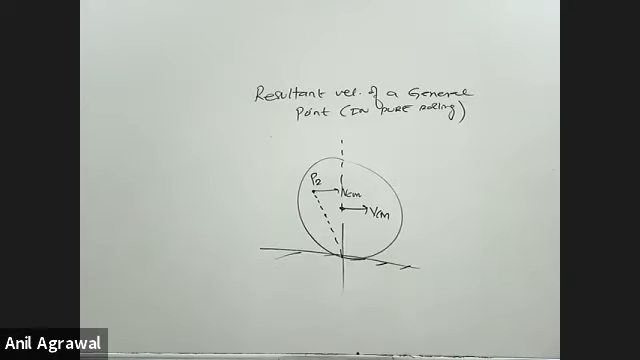 Resultant vel. of a General
Point (IN PURE Rolling)
P2
Vcm
Vcm
Anil Agrawal